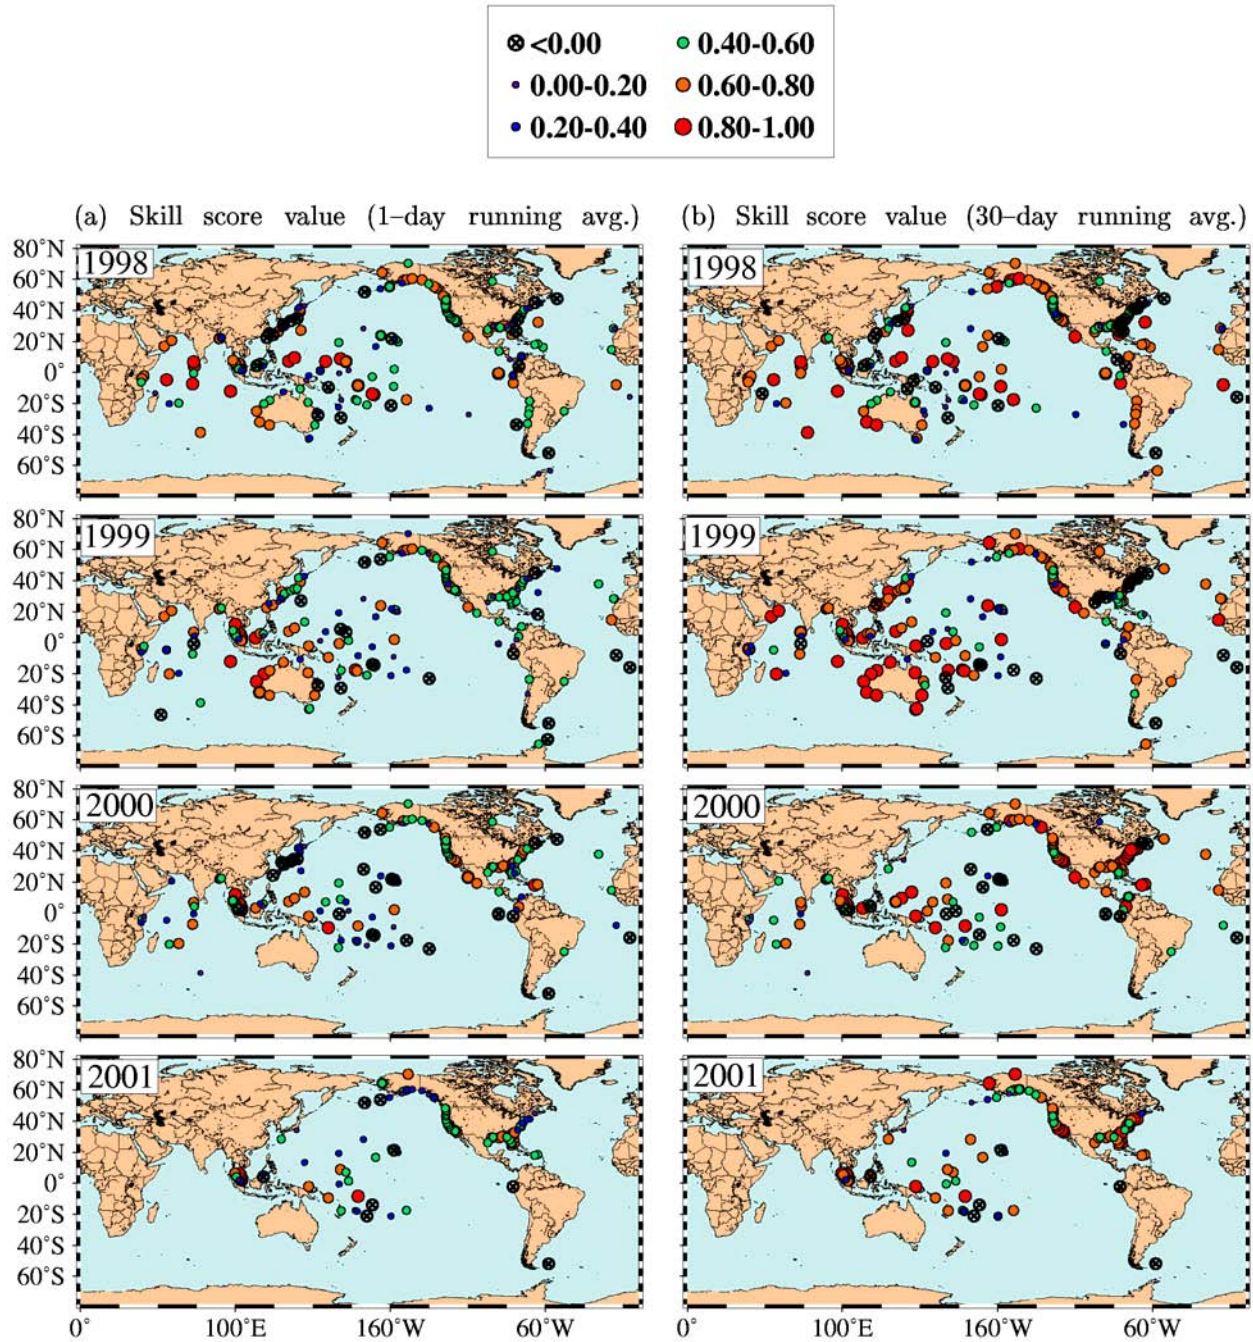 <0.00 0.40-0.60
0.00-0.20 0.60-0.80
0.20-0.40 0.80-1.00
(a) Skill score value (1-day running avg.)
(b) Skill score value (30-day running avg.)
80°N
60°N
40°N
20°N
0°
20°S
40°S
60°S
1998
1998
80°N
60°N
40°N
20°N
0°
20°S
40°S
60°S
1999
1999
80°N
60°N
40°N
20°N
0°
20°S
40°S
60°S
2000
2000
80°N
60°N
40°N
20°N
0°
20°S
40°S
60°S
2001
2001
0° 100°E 160°W 60°W
0° 100°E 160°W 60°W